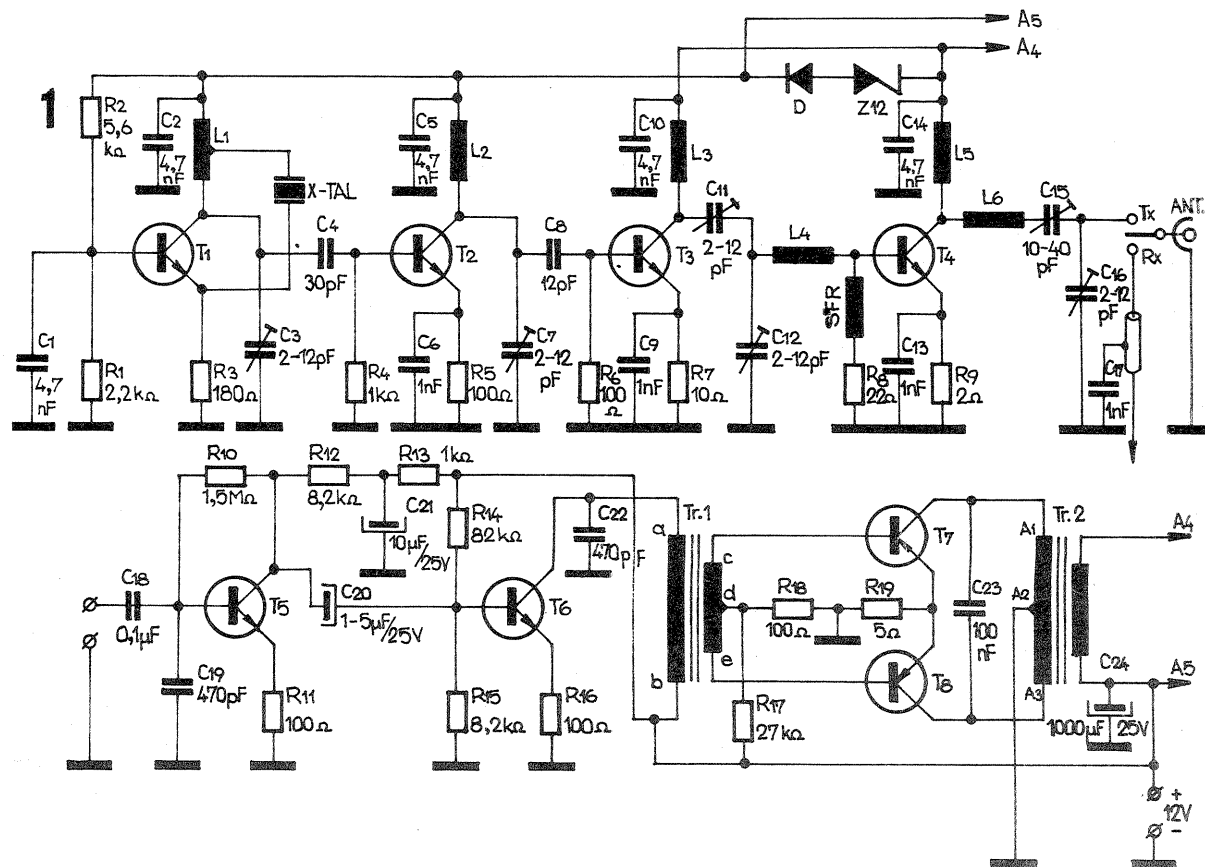 A5
A4
1
R2
5,6
kΩ
C2
4,7
nF
L1
X-TAL
C5
4,7
nF
L2
C10
4,7
nF
L3
D
Z12
C14
4,7
nF
L5
C11
2-12
pF
L6
C15
10-40
pF
Tx
ANT.
Rx
T1
C4
30pF
T2
C8
12pF
T3
L4
T4
SFR
C16
2-12
pF
C1
4,7
nF
R1
2,2kΩ
R3
180Ω
C3
2-12pF
R4
1kΩ
C6
1nF
R5
100Ω
C7
2-12
pF
R6
100
Ω
C9
1nF
R7
10Ω
C12
2-12pF
R8
22Ω
C13
1nF
R9
2Ω
C17
1nF
R10
1,5MΩ
R12
8,2kΩ
R13 1kΩ
C21
10µF/25V
R14
82kΩ
C22
470pF
Tr.1
a
b
c
d
e
T7
R18
100Ω
R19
5Ω
C23
100
nF
A1
A2
A3
Tr.2
A4
C18
0,1µF
T5
C20
1-5µF/25V
T6
C19
470pF
R11
100Ω
R15
8,2kΩ
R16
100Ω
R17
27kΩ
T8
C24
1000µF
25V
A5
+
12V
-